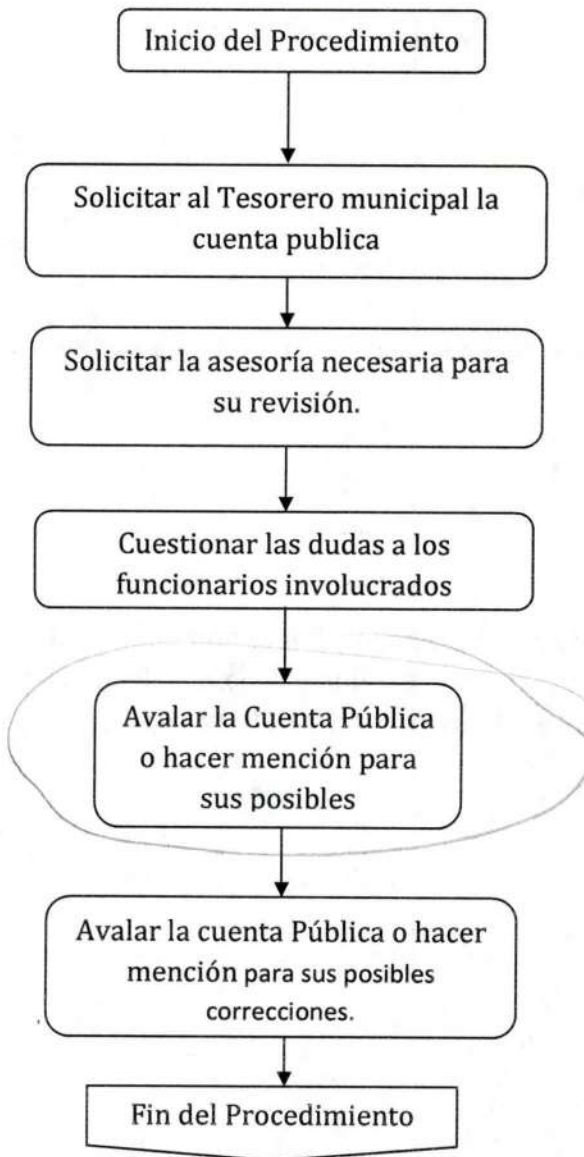 Inicio del Procedimiento
Solicitar al Tesorero municipal la
cuenta publica
Solicitar la asesoría necesaria para
su revisión.
Cuestionar las dudas a los
funcionarios involucrados
Avalar la Cuenta Pública
o hacer mención para
sus posibles
Avalar la cuenta Pública o hacer
mención para sus posibles
correcciones.
Fin del Procedimiento